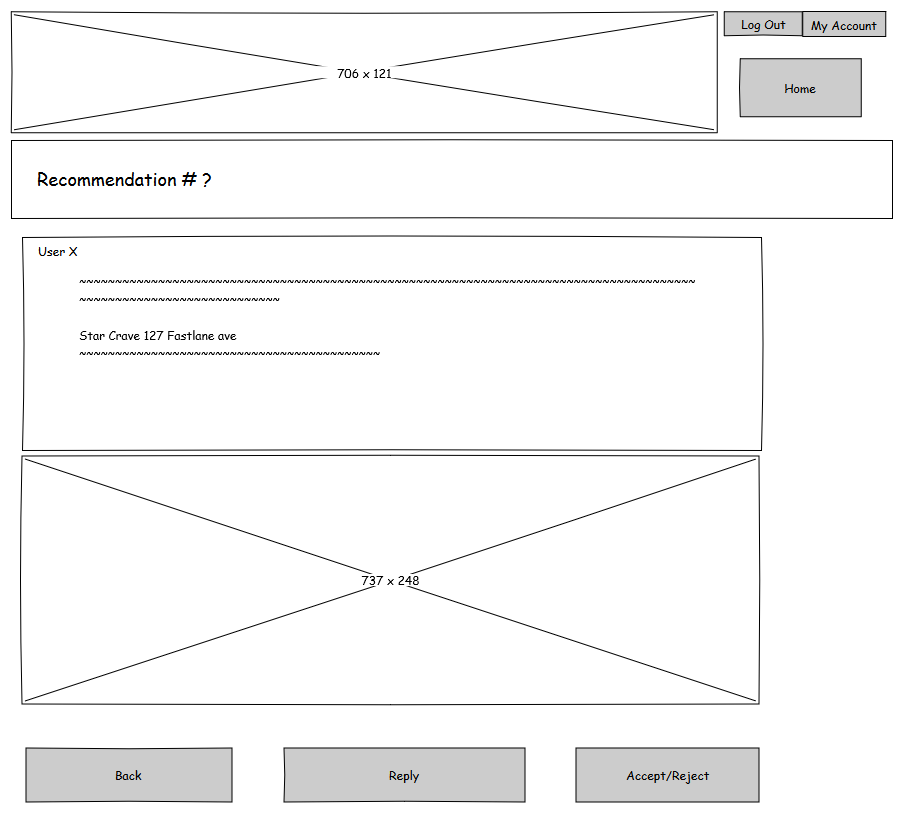 706 x 121
Log Out
My Account
Home
Recommendation # ?
User X
~~~~~~~~~~~~~~~~~~~~~~~~~~~~~~~~~~~~~~~~~~~~~~~~~~~~~~~~~~~~~~~~~~~~~~~~~~~~~~~~~~~~~~
~~~~~~~~~~~~~~~~~~~~~~~~~~~~
Star Crave 127 Fastlane ave
~~~~~~~~~~~~~~~~~~~~~~~~~~~~~~~~~~~~~~~~~~
737 x 248
Back
Reply
Accept/Reject